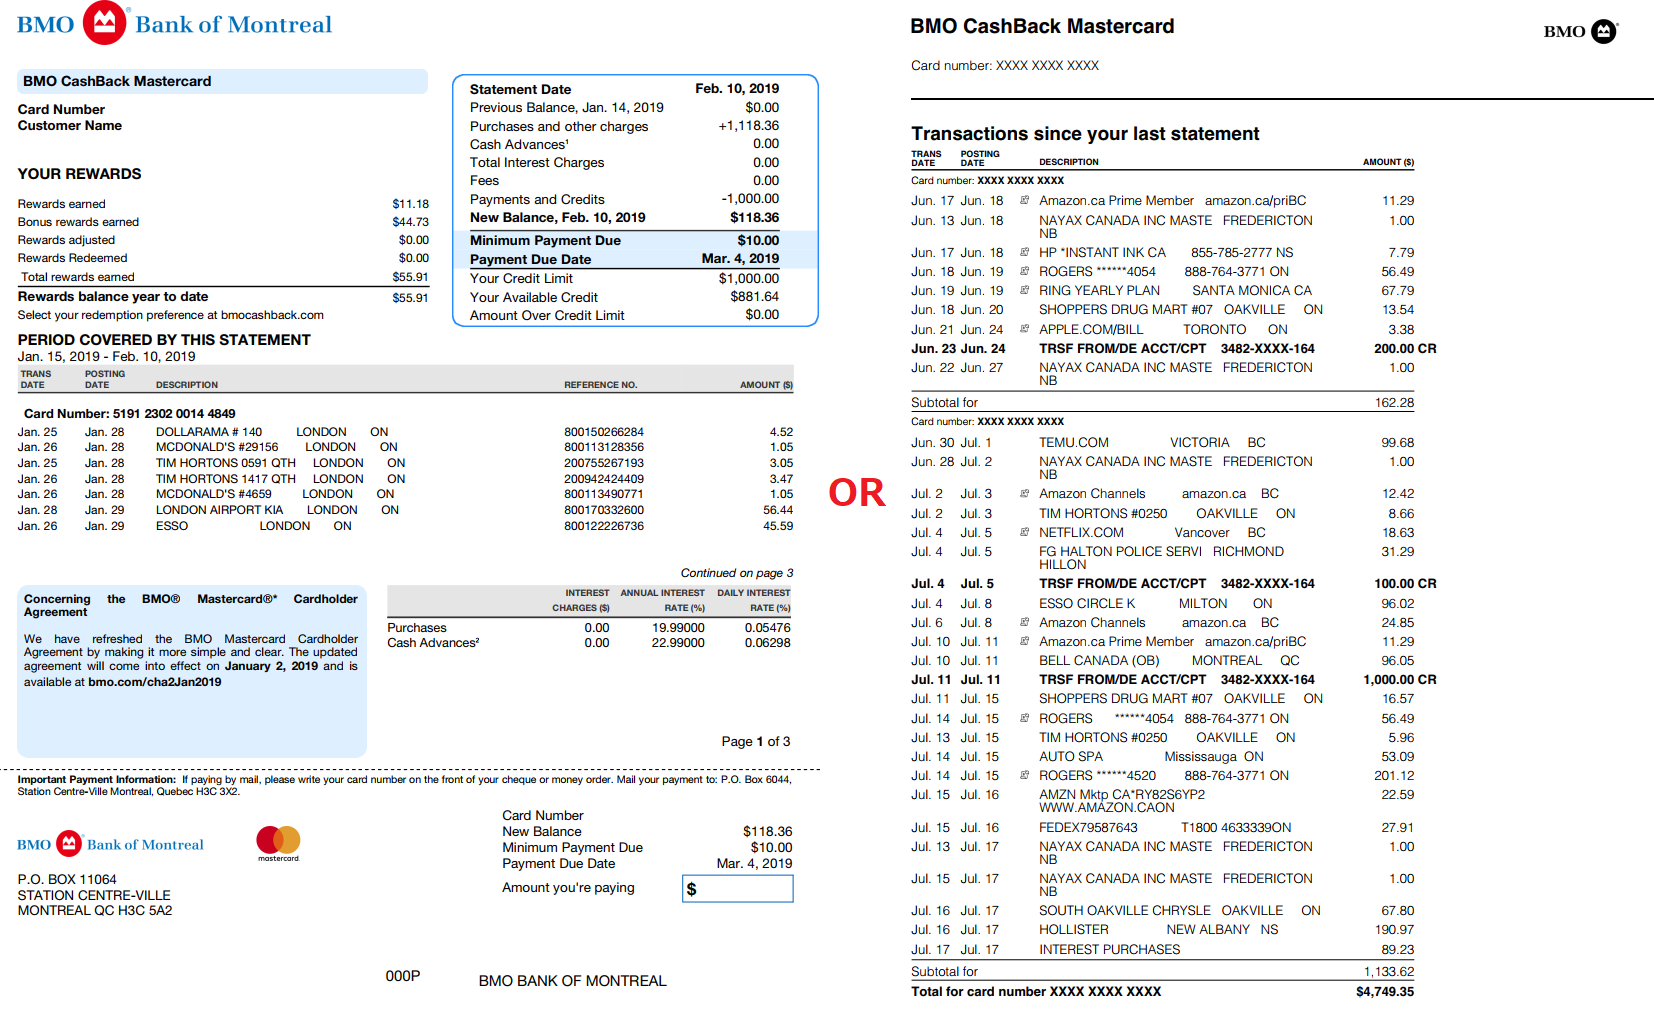 BMO Bank of Montreal
BMO CashBack Mastercard
Card Number
Customer Name
YOUR REWARDS
Rewards earned $11.18
Bonus rewards earned $44.73
Rewards adjusted $0.00
Rewards Redeemed $0.00
Total rewards earned $55.91
Rewards balance year to date $55.91
Select your redemption preference at bmocashback.com
Statement Date Feb. 10, 2019
Previous Balance, Jan. 14, 2019 $0.00
Purchases and other charges +1,118.36
Cash Advances¹ 0.00
Total Interest Charges 0.00
Fees 0.00
Payments and Credits -1,000.00
New Balance, Feb. 10, 2019 $118.36
Minimum Payment Due $10.00
Payment Due Date Mar. 4, 2019
Your Credit Limit $1,000.00
Your Available Credit $881.64
Amount Over Credit Limit $0.00
PERIOD COVERED BY THIS STATEMENT
Jan. 15, 2019 - Feb. 10, 2019
TRANS DATE POSTING DATE DESCRIPTION REFERENCE NO. AMOUNT ($)
Card Number: 5191 2302 0014 4849
Jan. 25 Jan. 28 DOLLARAMA # 140 LONDON ON 800150266284 4.52
Jan. 26 Jan. 28 MCDONALD'S #29156 LONDON ON 800113128356 1.05
Jan. 25 Jan. 28 TIM HORTONS 0591 QTH LONDON ON 200755267193 3.05
Jan. 26 Jan. 28 TIM HORTONS 1417 QTH LONDON ON 200942424409 3.47
Jan. 26 Jan. 28 MCDONALD'S #4659 LONDON ON 800113490771 1.05
Jan. 28 Jan. 29 LONDON AIRPORT KIA LONDON ON 800170332600 56.44
Jan. 26 Jan. 29 ESSO LONDON ON 800122226736 45.59
Continued on page 3
Concerning the BMO® Mastercard®* Cardholder
Agreement
We have refreshed the BMO Mastercard Cardholder
Agreement by making it more simple and clear. The updated
agreement will come into effect on January 2, 2019 and is
available at bmo.com/cha2Jan2019
INTEREST CHARGES ($) ANNUAL INTEREST RATE (%) DAILY INTEREST RATE (%)
Purchases 0.00 19.99000 0.05476
Cash Advances² 0.00 22.99000 0.06298
Page 1 of 3
Important Payment Information: If paying by mail, please write your card number on the front of your cheque or money order. Mail your payment to: P.O. Box 6044,
Station Centre-Ville Montreal, Quebec H3C 3X2.
BMO Bank of Montreal
mastercard.
P.O. BOX 11064
STATION CENTRE-VILLE
MONTREAL QC H3C 5A2
Card Number
New Balance $118.36
Minimum Payment Due $10.00
Payment Due Date Mar. 4, 2019
Amount you're paying $
000P BMO BANK OF MONTREAL
OR
BMO CashBack Mastercard
BMO
Card number: XXXX XXXX XXXX
Transactions since your last statement
TRANS DATE POSTING DATE DESCRIPTION AMOUNT ($)
Card number: XXXX XXXX XXXX
Jun. 17 Jun. 18 Amazon.ca Prime Member amazon.ca/priBC 11.29
Jun. 13 Jun. 18 NAYAX CANADA INC MASTE FREDERICTON 1.00
NB
Jun. 17 Jun. 18 HP *INSTANT INK CA 855-785-2777 NS 7.79
Jun. 18 Jun. 19 ROGERS ******4054 888-764-3771 ON 56.49
Jun. 19 Jun. 19 RING YEARLY PLAN SANTA MONICA CA 67.79
Jun. 18 Jun. 20 SHOPPERS DRUG MART #07 OAKVILLE ON 13.54
Jun. 21 Jun. 24 APPLE.COM/BILL TORONTO ON 3.38
Jun. 23 Jun. 24 TRSF FROM/DE ACCT/CPT 3482-XXXX-164 200.00 CR
Jun. 22 Jun. 27 NAYAX CANADA INC MASTE FREDERICTON 1.00
NB
Subtotal for 162.28
Card number: XXXX XXXX XXXX
Jun. 30 Jul. 1 TEMU.COM VICTORIA BC 99.68
Jun. 28 Jul. 2 NAYAX CANADA INC MASTE FREDERICTON 1.00
NB
Jul. 2 Jul. 3 Amazon Channels amazon.ca BC 12.42
Jul. 2 Jul. 3 TIM HORTONS #0250 OAKVILLE ON 8.66
Jul. 4 Jul. 5 NETFLIX.COM Vancover BC 18.63
Jul. 4 Jul. 5 FG HALTON POLICE SERVI RICHMOND 31.29
HILLON
Jul. 4 Jul. 5 TRSF FROM/DE ACCT/CPT 3482-XXXX-164 100.00 CR
Jul. 4 Jul. 8 ESSO CIRCLE K MILTON ON 96.02
Jul. 6 Jul. 8 Amazon Channels amazon.ca BC 24.85
Jul. 10 Jul. 11 Amazon.ca Prime Member amazon.ca/priBC 11.29
Jul. 10 Jul. 11 BELL CANADA (OB) MONTREAL QC 96.05
Jul. 11 Jul. 11 TRSF FROM/DE ACCT/CPT 3482-XXXX-164 1,000.00 CR
Jul. 11 Jul. 15 SHOPPERS DRUG MART #07 OAKVILLE ON 16.57
Jul. 14 Jul. 15 ROGERS ******4054 888-764-3771 ON 56.49
Jul. 13 Jul. 15 TIM HORTONS #0250 OAKVILLE ON 5.96
Jul. 14 Jul. 15 AUTO SPA Mississauga ON 53.09
Jul. 14 Jul. 15 ROGERS ******4520 888-764-3771 ON 201.12
Jul. 15 Jul. 16 AMZN Mktp CA*RY82S6YP2 22.59
WWW.AMAZON.CAON
Jul. 15 Jul. 16 FEDEX79587643 T1800 4633339ON 27.91
Jul. 13 Jul. 17 NAYAX CANADA INC MASTE FREDERICTON 1.00
NB
Jul. 15 Jul. 17 NAYAX CANADA INC MASTE FREDERICTON 1.00
NB
Jul. 16 Jul. 17 SOUTH OAKVILLE CHRYSLE OAKVILLE ON 67.80
Jul. 16 Jul. 17 HOLLISTER NEW ALBANY NS 190.97
Jul. 17 Jul. 17 INTEREST PURCHASES 89.23
Subtotal for 1,133.62
Total for card number XXXX XXXX XXXX $4,749.35